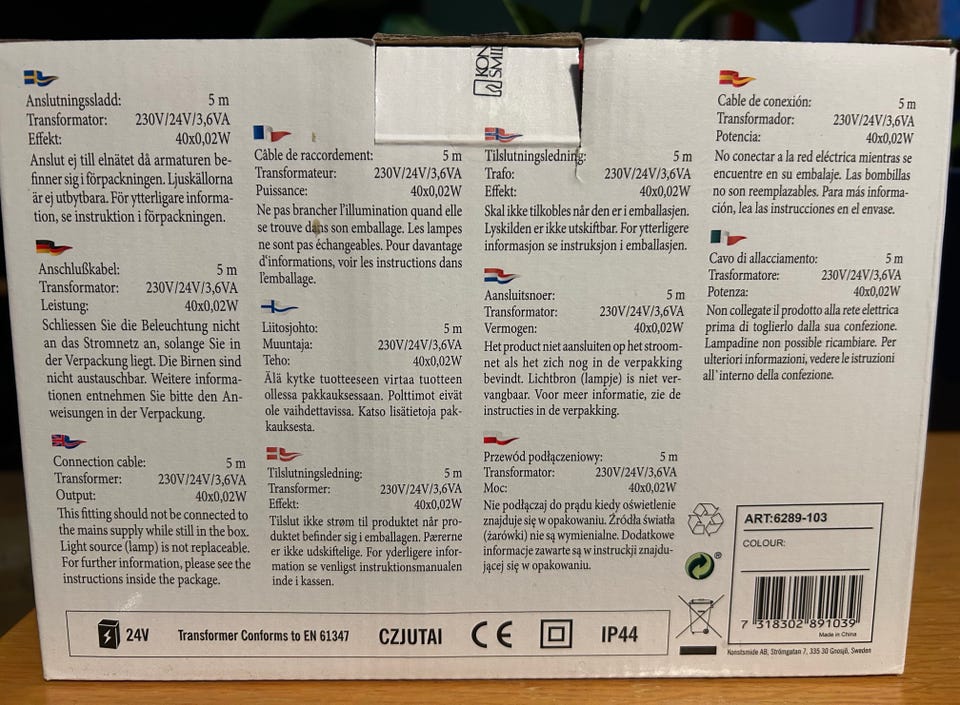 KONST
SMIDE
Anslutningssladd: 5 m
Transformator: 230V/24V/3,6VA
Effekt: 40x0,02W
Anslut ej till elnätet då armaturen be-
finner sig i förpackningen. Ljuskällorna
är ej utbytbara. För ytterligare informa-
tion, se instruktion i förpackningen.
Anschlußkabel: 5 m
Transformator: 230V/24V/3,6VA
Leistung: 40x0,02W
Schliessen Sie die Beleuchtung nicht
an das Stromnetz an, solange Sie in
der Verpackung liegt. Die Birnen sind
nicht austauschbar. Weitere informa-
tionen entnehmen Sie bitte den An-
weisungen in der Verpackung.
Connection cable: 5 m
Transformer: 230V/24V/3,6VA
Output: 40x0,02W
This fitting should not be connected to
the mains supply while still in the box.
Light source (lamp) is not replaceable.
For further information, please see the
instructions inside the package.
Câble de raccordement: 5 m
Transformateur: 230V/24V/3,6VA
Puissance: 40x0,02W
Ne pas brancher l'illumination quand elle
se trouve dans son emballage. Les lampes
ne sont pas échangeables. Pour davantage
d'informations, voir les instructions dans
l'emballage.
Liitosjohto: 5 m
Muuntaja: 230V/24V/3,6VA
Teho: 40x0,02W
Älä kytke tuotteeseen virtaa tuotteen
ollessa pakkauksessaan. Polttimot eivät
ole vaihdettavissa. Katso lisätietoja pak-
kauksesta.
Tilslutningsledning: 5 m
Transformer: 230V/24V/3,6VA
Effekt: 40x0,02W
Tilslut ikke strøm til produktet når pro-
duktet befinder sig i emballagen. Pærerne
er ikke udskiftelige. For yderligere infor-
mation se venligst instruktionsmanualen
inde i kassen.
Tilslutningsledning: 5 m
Trafo: 230V/24V/3,6VA
Effekt: 40x0,02W
Skal ikke tilkobles når den er i emballasjen.
Lyskilden er ikke utskiftbar. For ytterligere
informasjon se instruksjon i emballasjen.
Aansluitsnoer: 5 m
Transformator: 230V/24V/3,6VA
Vermogen: 40x0,02W
Het product niet aansluiten op het stroom-
net als het zich nog in de verpakking
bevindt. Lichtbron (lampje) is niet ver-
vangbaar. Voor meer informatie, zie de
instructies in de verpakking.
Przewód podłączeniowy: 5 m
Transformator: 230V/24V/3,6VA
Moc: 40x0,02W
Nie podłączaj do prądu kiedy oświetlenie
znajduje się w opakowaniu. Źródła światła
(żarówki) nie są wymienialne. Dodatkowe
informacje zawarte są w instruckji znajdu-
jącej się w opakowaniu.
Cable de conexión: 5 m
Transformador: 230V/24V/3,6VA
Potencia: 40x0,02W
No conectar a la red eléctrica mientras se
encuentre en su embalaje. Las bombillas
no son reemplazables. Para más informa-
ción, lea las instrucciones en el envase.
Cavo di allacciamento: 5 m
Trasformatore: 230V/24V/3,6VA
Potenza: 40x0,02W
Non collegate il prodotto alla rete elettrica
prima di toglierlo dalla sua confezione.
Lampadine non possible ricambiare. Per
ulteriori informazioni, vedere le istruzioni
all'interno della confezione.
ART:6289-103
COLOUR:
7 318302 891039
Made in China
Konstsmide AB, Strömgatan 7, 335 30 Gnosjö, Sweden
24V Transformer Conforms to EN 61347 CZJUTAI CE IP44